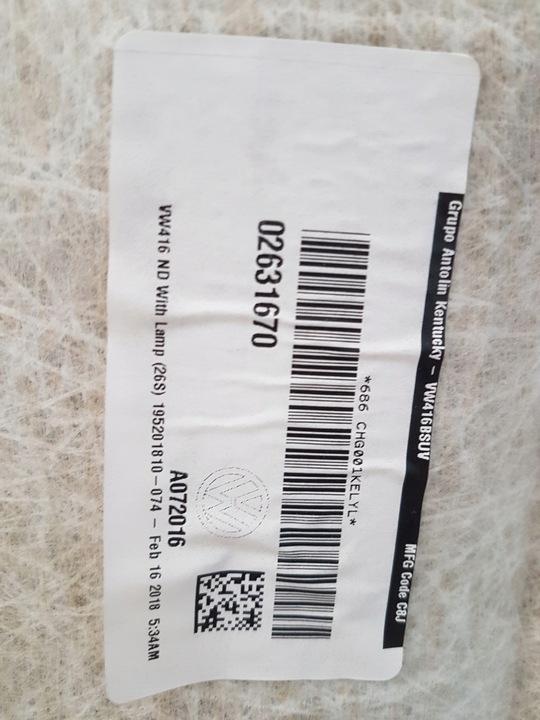 Grupo Antolin Kentucky - VW416BSUV MFG Code C8J
*686 CHG001KELYL*
02631670
A072016
VW416 ND With Lamp (26S) 195201810-074 - Feb 16 2018 5:34AM